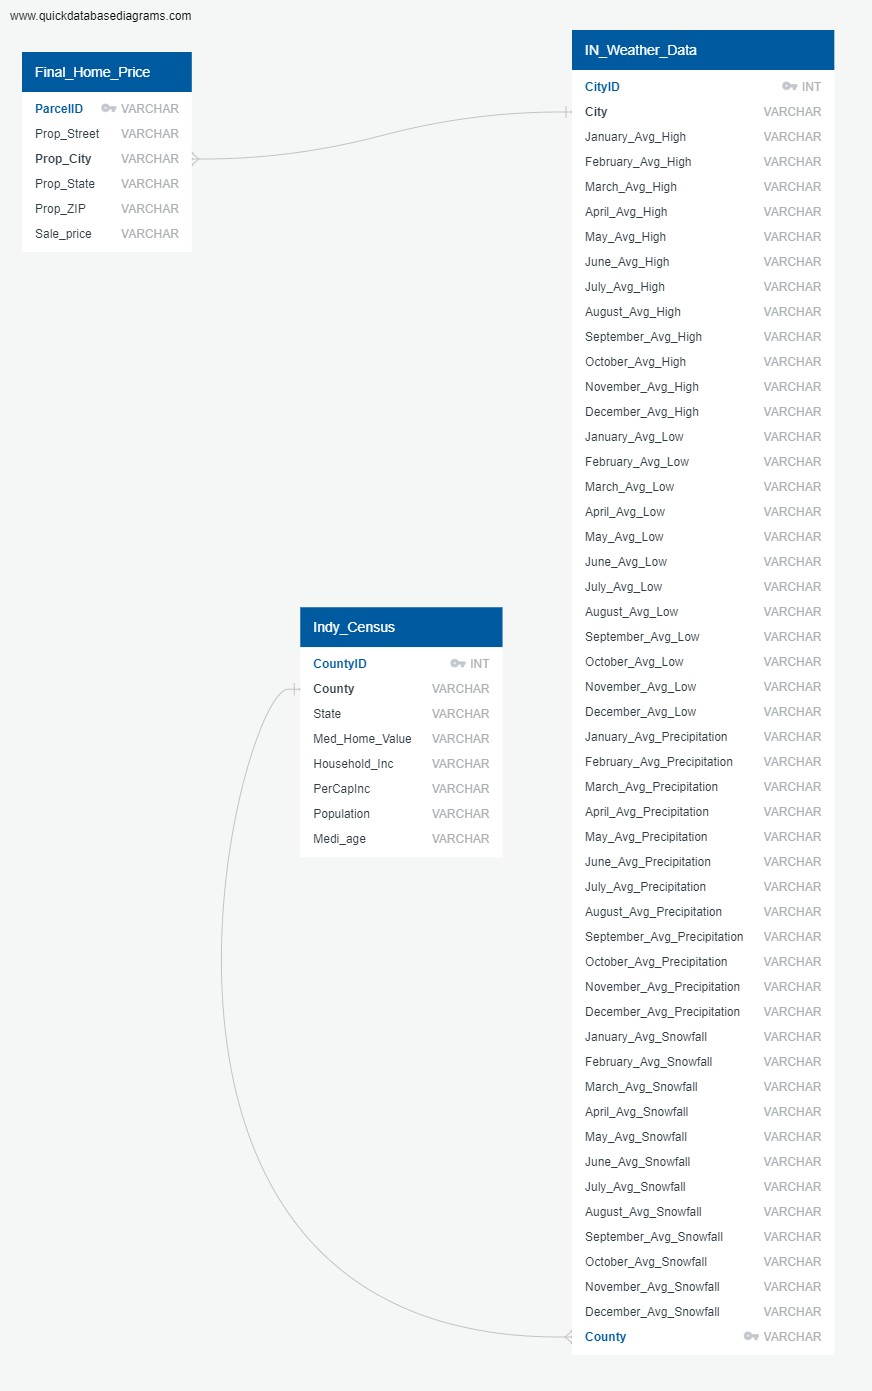 www.quickdatabasediagrams.com
Final_Home_Price
ParcelID VARCHAR
Prop_Street VARCHAR
Prop_City VARCHAR
Prop_State VARCHAR
Prop_ZIP VARCHAR
Sale_price VARCHAR
IN_Weather_Data
CityID INT
City VARCHAR
January_Avg_High VARCHAR
February_Avg_High VARCHAR
March_Avg_High VARCHAR
April_Avg_High VARCHAR
May_Avg_High VARCHAR
June_Avg_High VARCHAR
July_Avg_High VARCHAR
August_Avg_High VARCHAR
September_Avg_High VARCHAR
October_Avg_High VARCHAR
November_Avg_High VARCHAR
December_Avg_High VARCHAR
January_Avg_Low VARCHAR
February_Avg_Low VARCHAR
March_Avg_Low VARCHAR
April_Avg_Low VARCHAR
May_Avg_Low VARCHAR
June_Avg_Low VARCHAR
July_Avg_Low VARCHAR
August_Avg_Low VARCHAR
September_Avg_Low VARCHAR
October_Avg_Low VARCHAR
November_Avg_Low VARCHAR
December_Avg_Low VARCHAR
January_Avg_Precipitation VARCHAR
February_Avg_Precipitation VARCHAR
March_Avg_Precipitation VARCHAR
April_Avg_Precipitation VARCHAR
May_Avg_Precipitation VARCHAR
June_Avg_Precipitation VARCHAR
July_Avg_Precipitation VARCHAR
August_Avg_Precipitation VARCHAR
September_Avg_Precipitation VARCHAR
October_Avg_Precipitation VARCHAR
November_Avg_Precipitation VARCHAR
December_Avg_Precipitation VARCHAR
January_Avg_Snowfall VARCHAR
February_Avg_Snowfall VARCHAR
March_Avg_Snowfall VARCHAR
April_Avg_Snowfall VARCHAR
May_Avg_Snowfall VARCHAR
June_Avg_Snowfall VARCHAR
July_Avg_Snowfall VARCHAR
August_Avg_Snowfall VARCHAR
September_Avg_Snowfall VARCHAR
October_Avg_Snowfall VARCHAR
November_Avg_Snowfall VARCHAR
December_Avg_Snowfall VARCHAR
County VARCHAR
Indy_Census
CountyID INT
County VARCHAR
State VARCHAR
Med_Home_Value VARCHAR
Household_Inc VARCHAR
PerCapInc VARCHAR
Population VARCHAR
Medi_age VARCHAR